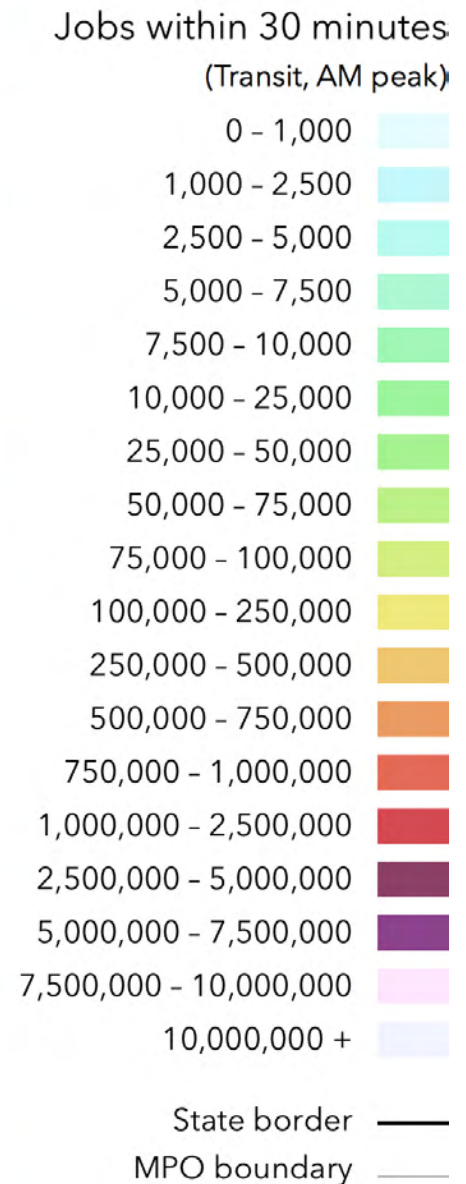 Jobs within 30 minutes
(Transit, AM peak)
0 – 1,000
1,000 – 2,500
2,500 – 5,000
5,000 – 7,500
7,500 – 10,000
10,000 – 25,000
25,000 – 50,000
50,000 – 75,000
75,000 – 100,000
100,000 – 250,000
250,000 – 500,000
500,000 – 750,000
750,000 – 1,000,000
1,000,000 – 2,500,000
2,500,000 – 5,000,000
5,000,000 – 7,500,000
7,500,000 – 10,000,000
10,000,000 +
State border
MPO boundary